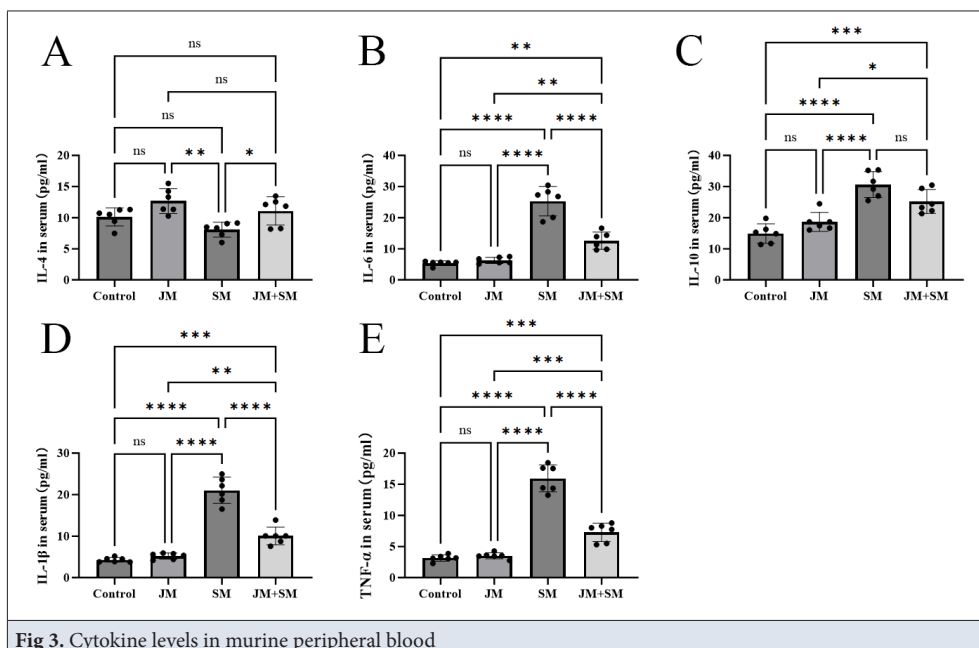 A
ns
ns
ns
ns
**
*
IL-4 in serum (pg/ml)
20
15
10
5
0
Control
JM
SM
JM+SM
B
**
**
****
****
ns
****
IL-6 in serum (pg/ml)
40
30
20
10
0
Control
JM
SM
JM+SM
C
***
*
****
ns
****
ns
IL-10 in serum (pg/ml)
40
30
20
10
0
Control
JM
SM
JM+SM
D
***
**
****
****
ns
****
IL-1β in serum (pg/ml)
30
20
10
0
Control
JM
SM
JM+SM
E
***
***
****
****
ns
****
TNF-α in serum (pg/ml)
20
15
10
5
0
Control
JM
SM
JM+SM
Fig 3. Cytokine levels in murine peripheral blood